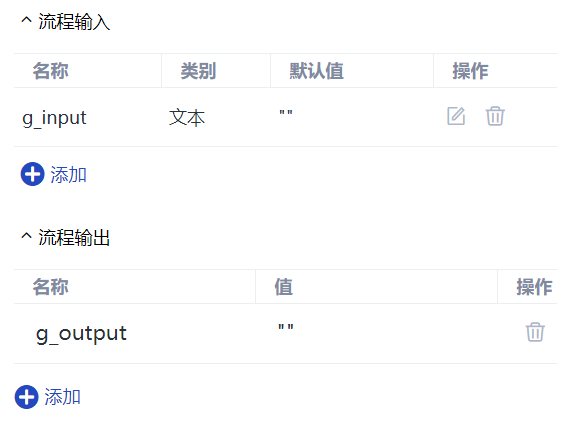 流程输入
名称 类别 默认值 操作
g_input 文本 ""
添加
流程输出
名称 值 操作
g_output ""
添加